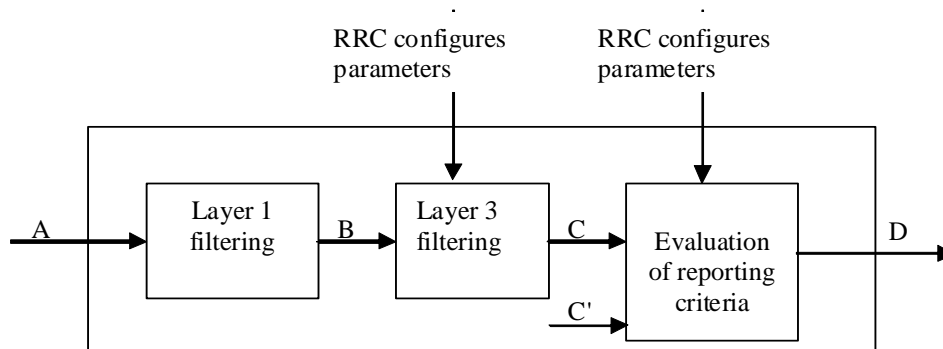 RRC configures
parameters
RRC configures
parameters
A
Layer 1
filtering
B
Layer 3
filtering
C
C'
Evaluation
of reporting
criteria
D